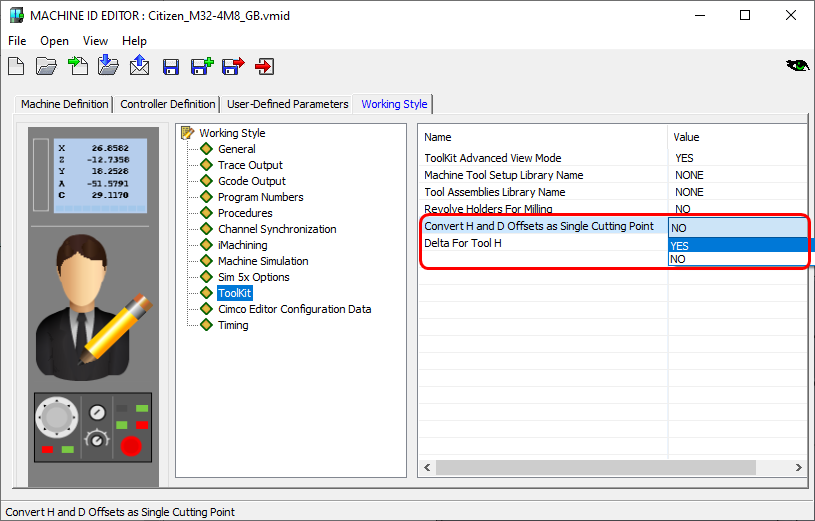 MACHINE ID EDITOR : Citizen_M32-4M8_GB.vmid
File Open View Help
Machine Definition Controller Definition User-Defined Parameters Working Style
X 26.8582
Z -12.7358
Y 18.2528
A -51.5791
C 29.1170
Working Style
General
Trace Output
Gcode Output
Program Numbers
Procedures
Channel Synchronization
iMachining
Machine Simulation
Sim 5x Options
ToolKit
Cimco Editor Configuration Data
Timing
Name Value
ToolKit Advanced View Mode YES
Machine Tool Setup Library Name NONE
Tool Assemblies Library Name NONE
Revolve Holders For Milling NO
Convert H and D Offsets as Single Cutting Point NO
Delta For Tool H YES
NO
Convert H and D Offsets as Single Cutting Point